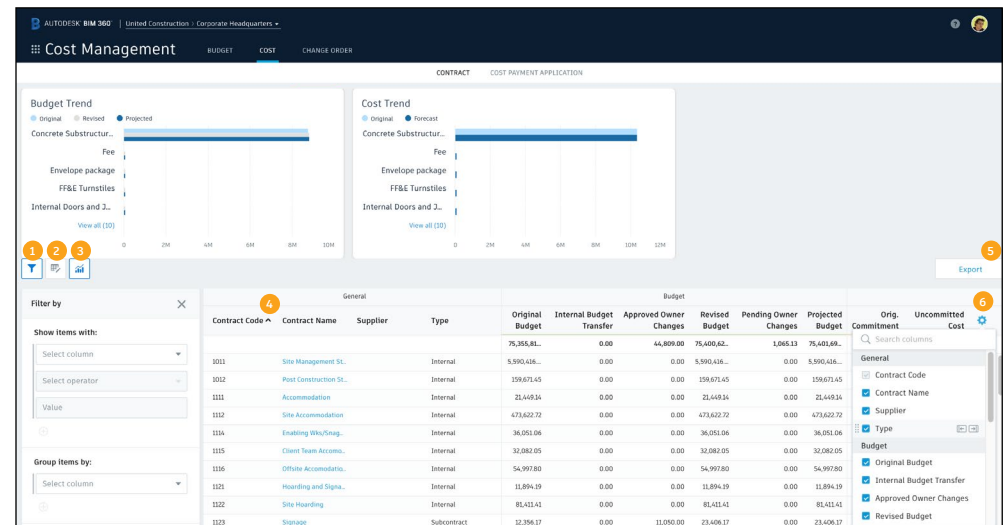 AUTODESK® BIM 360™ United Construction > Corporate Headquarters
Cost Management BUDGET COST CHANGE ORDER
CONTRACT COST PAYMENT APPLICATION
Budget Trend
Original Revised Projected
Concrete Substructur...
Fee
Envelope package
FF&E Turnstiles
Internal Doors and J...
View all (10)
0 2M 4M 6M 8M 10M
Cost Trend
Original Forecast
Concrete Substructur...
Fee
Envelope package
FF&E Turnstiles
Internal Doors and J...
View all (10)
0 2M 4M 6M 8M 10M 12M
1 2 3 5
Export
Filter by
Show items with:
Select column
Select operator
Value
Group items by:
Select column
4 6
General Budget
Contract Code Contract Name Supplier Type Original Budget Internal Budget Transfer Approved Owner Changes Revised Budget Pending Owner Changes Projected Budget Orig. Commitment Uncommitted Cost
75,355,81... 0.00 44,809.00 75,400,62... 1,065.13 75,401,69...
1011 Site Management St... Internal 5,590,416... 0.00 0.00 5,590,416... 0.00 5,590,416...
1012 Post Construction St... Internal 159,671.45 0.00 0.00 159,671.45 0.00 159,671.45
1111 Accommodation Internal 21,449.14 0.00 0.00 21,449.14 0.00 21,449.14
1112 Site Accommodation Internal 473,622.72 0.00 0.00 473,622.72 0.00 473,622.72
1114 Enabling Wks/Snag... Internal 36,051.06 0.00 0.00 36,051.06 0.00 36,051.06
1115 Client Team Accomo... Internal 32,082.05 0.00 0.00 32,082.05 0.00 32,082.05
1116 Offsite Accomodatio... Internal 54,997.80 0.00 0.00 54,997.80 0.00 54,997.80
1121 Hoarding and Signa... Internal 11,894.19 0.00 0.00 11,894.19 0.00 11,894.19
1122 Site Hoarding Internal 81,411.41 0.00 0.00 81,411.41 0.00 81,411.41
1123 Signage Subcontract 12,356.17 0.00 11,050.00 23,406.17 0.00 23,406.17
Search columns
General
Contract Code
Contract Name
Supplier
Type
Budget
Original Budget
Internal Budget Transfer
Approved Owner Changes
Revised Budget